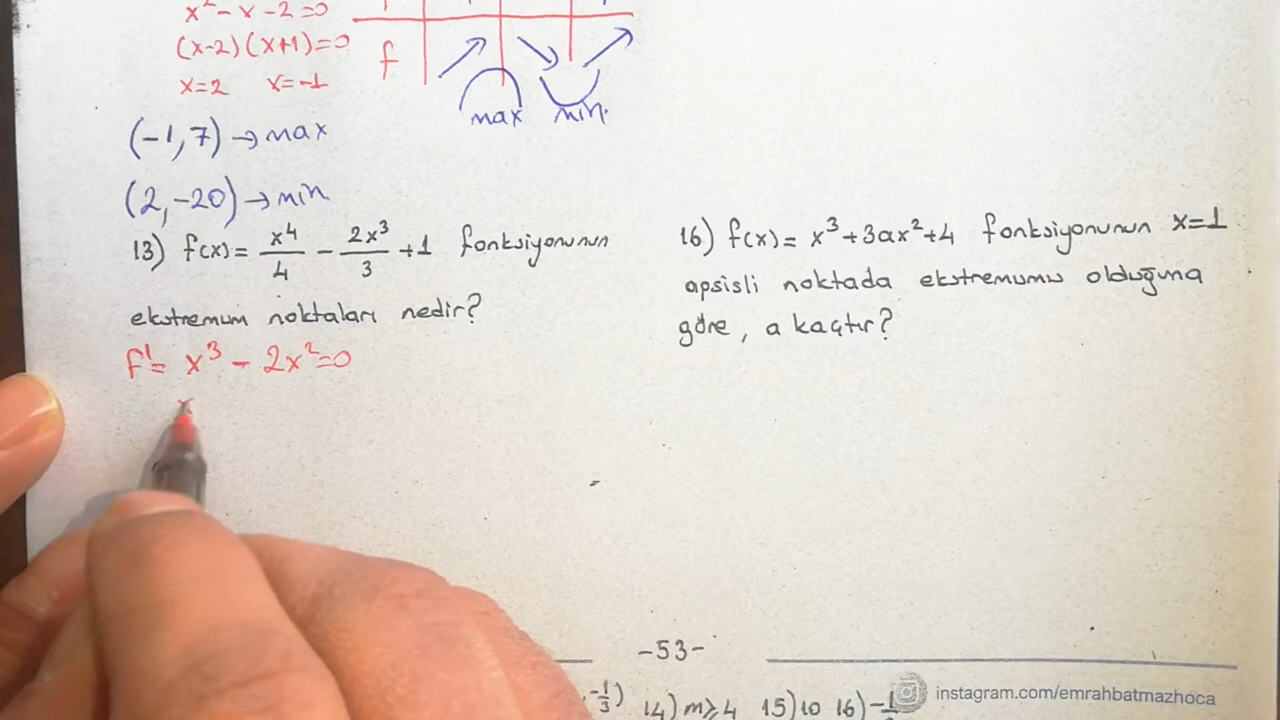 x² - x - 2 = 0
(x-2)(x+1)=0
x=2 x=-1
f
max min.
(-1,7) → max
(2,-20) → min
13) f(x) = x⁴/4 - 2x³/3 + 1 fonksiyonunun
ekstremum noktaları nedir?
f' = x³ - 2x² = 0
16) f(x) = x³+3ax²+4 fonksiyonunun x=1
apsisli noktada ekstremumu olduğuna
göre, a kaçtır?
-53-
-1/3) 14) m≥4 15) 10 16)
instagram.com/emrahbatmazhoca